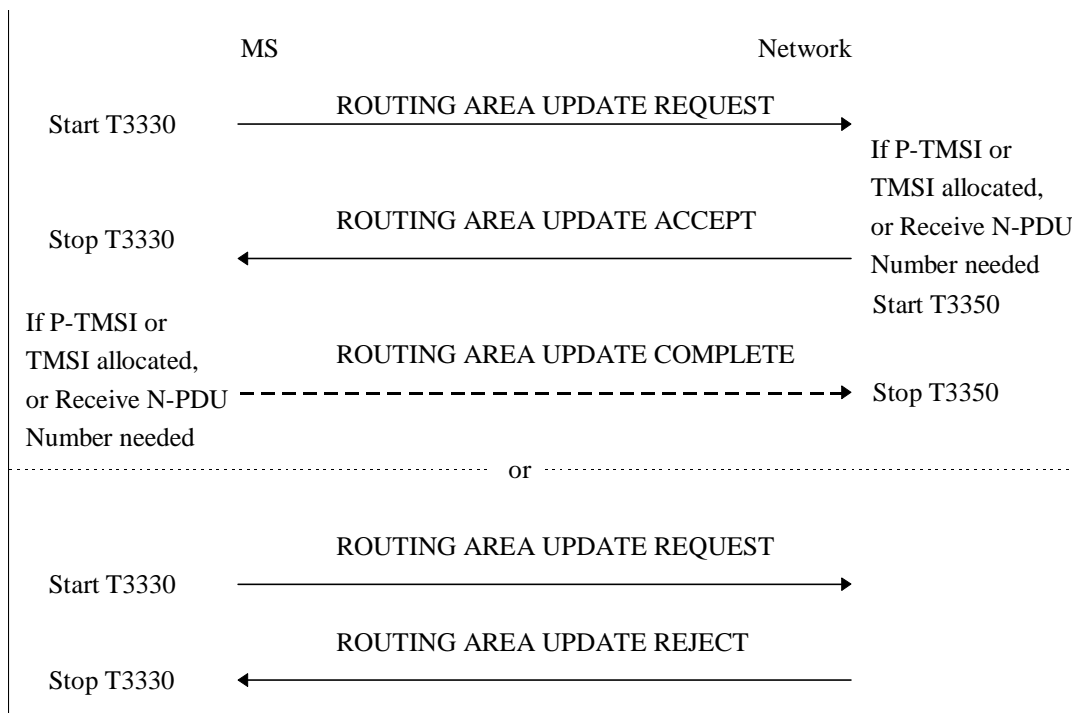 MS
Network
Start T3330
ROUTING AREA UPDATE REQUEST
If P-TMSI or
TMSI allocated,
or Receive N-PDU
Number needed
Start T3350
Stop T3330
ROUTING AREA UPDATE ACCEPT
If P-TMSI or
TMSI allocated,
or Receive N-PDU
Number needed
ROUTING AREA UPDATE COMPLETE
Stop T3350
or
ROUTING AREA UPDATE REQUEST
Start T3330
ROUTING AREA UPDATE REJECT
Stop T3330